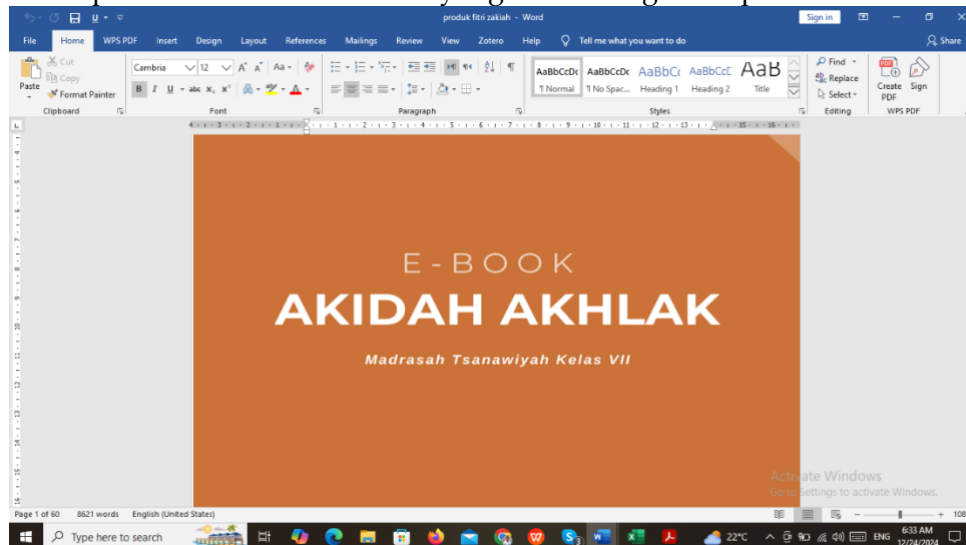 produk fitri zakiah - Word
Sign in
File Home WPS PDF Insert Design Layout References Mailings Review View Zotero Help Tell me what you want to do Share
Paste
Cut
Copy
Format Painter
Clipboard
Cambria 12
Font
Paragraph
AaBbCcDc AaBbCcDc AaBbCc AaBbCcE AaB
¶ Normal ¶ No Spac... Heading 1 Heading 2 Title
Styles
Find
Replace
Select
Editing
Create PDF
Sign
WPS PDF
E-BOOK
AKIDAH AKHLAK
Madrasah Tsanawiyah Kelas VII
Activate Windows
Go to Settings to activate Windows.
Page 1 of 60 8621 words English (United States)
108
Type here to search
22°C
ENG
6:33 AM
12/24/2024